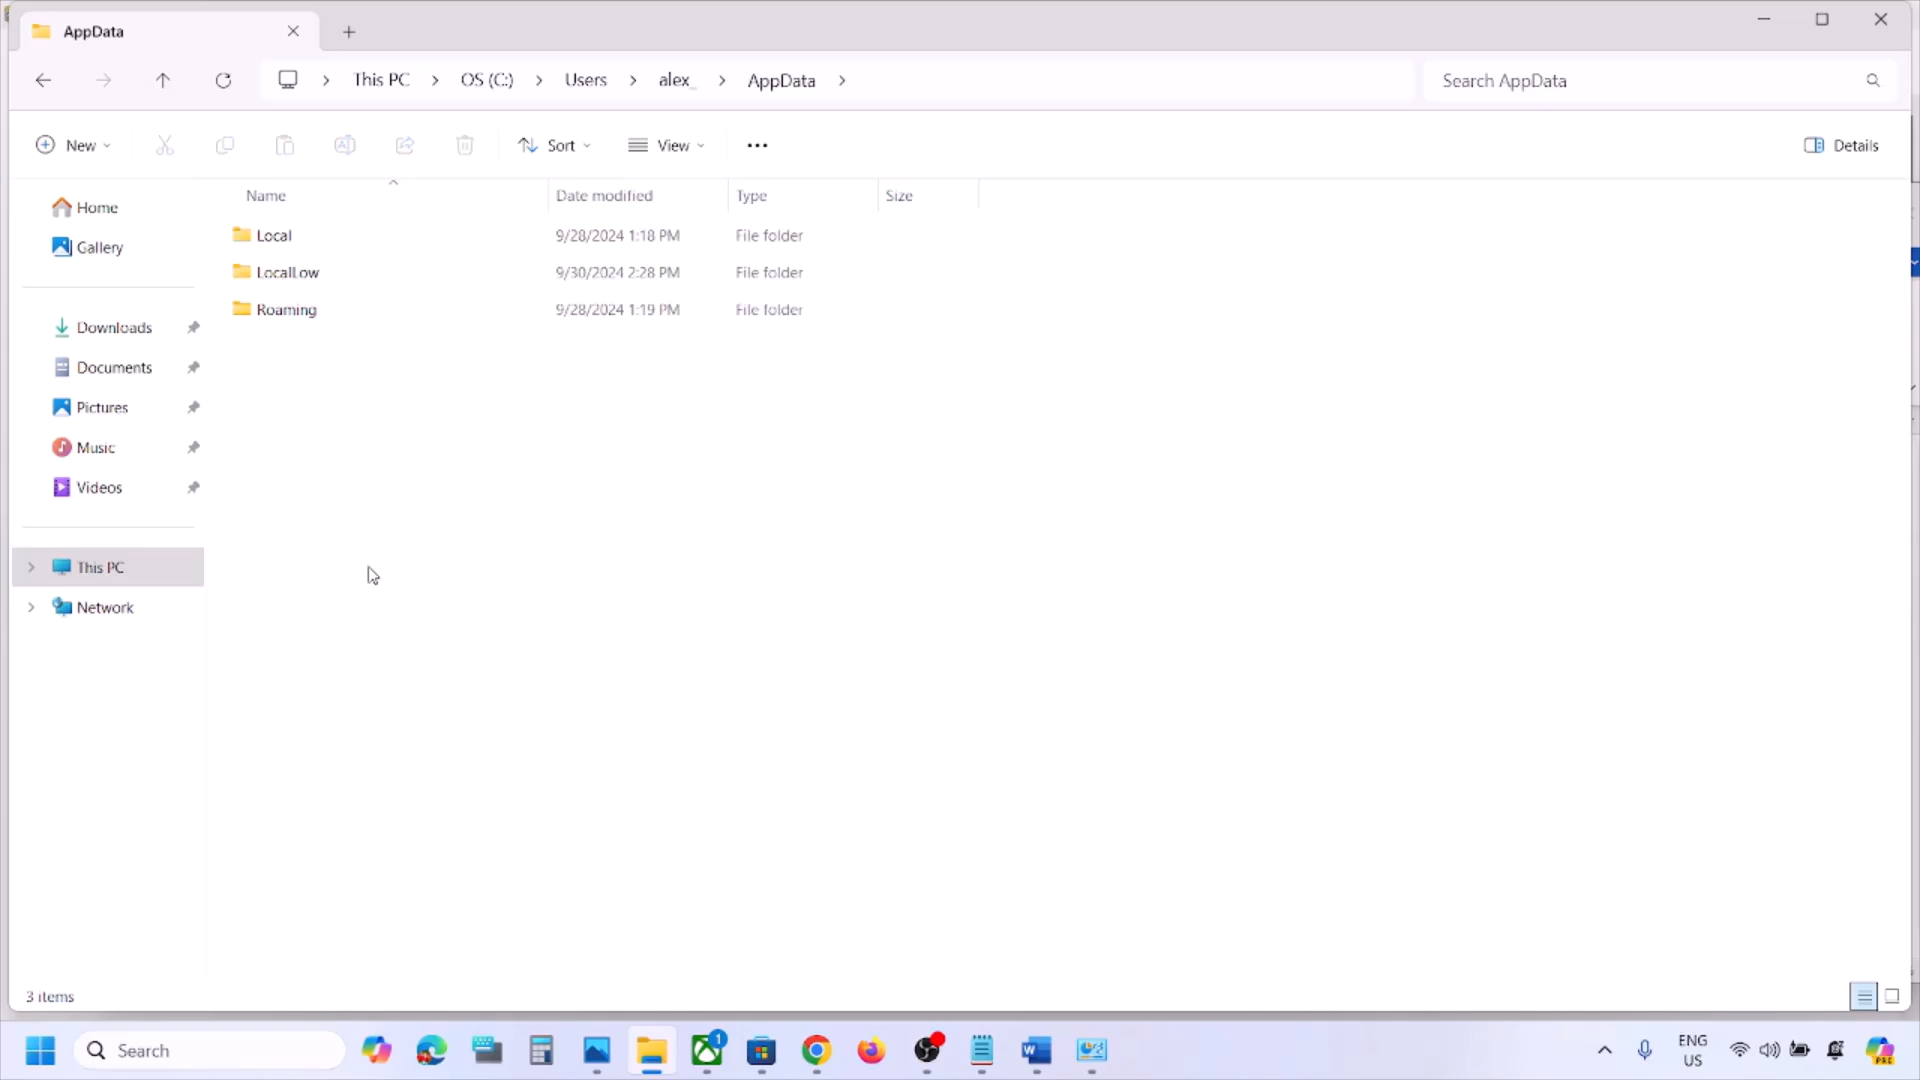 AppData
This PC > OS (C:) > Users > alex_ > AppData >
Search AppData
New
Sort
View
Details
Name
Date modified
Type
Size
Home
Gallery
Downloads
Documents
Pictures
Music
Videos
This PC
Network
Local 9/28/2024 1:18 PM File folder
LocalLow 9/30/2024 2:28 PM File folder
Roaming 9/28/2024 1:19 PM File folder
3 items
Search
1
ENG
US
PRE